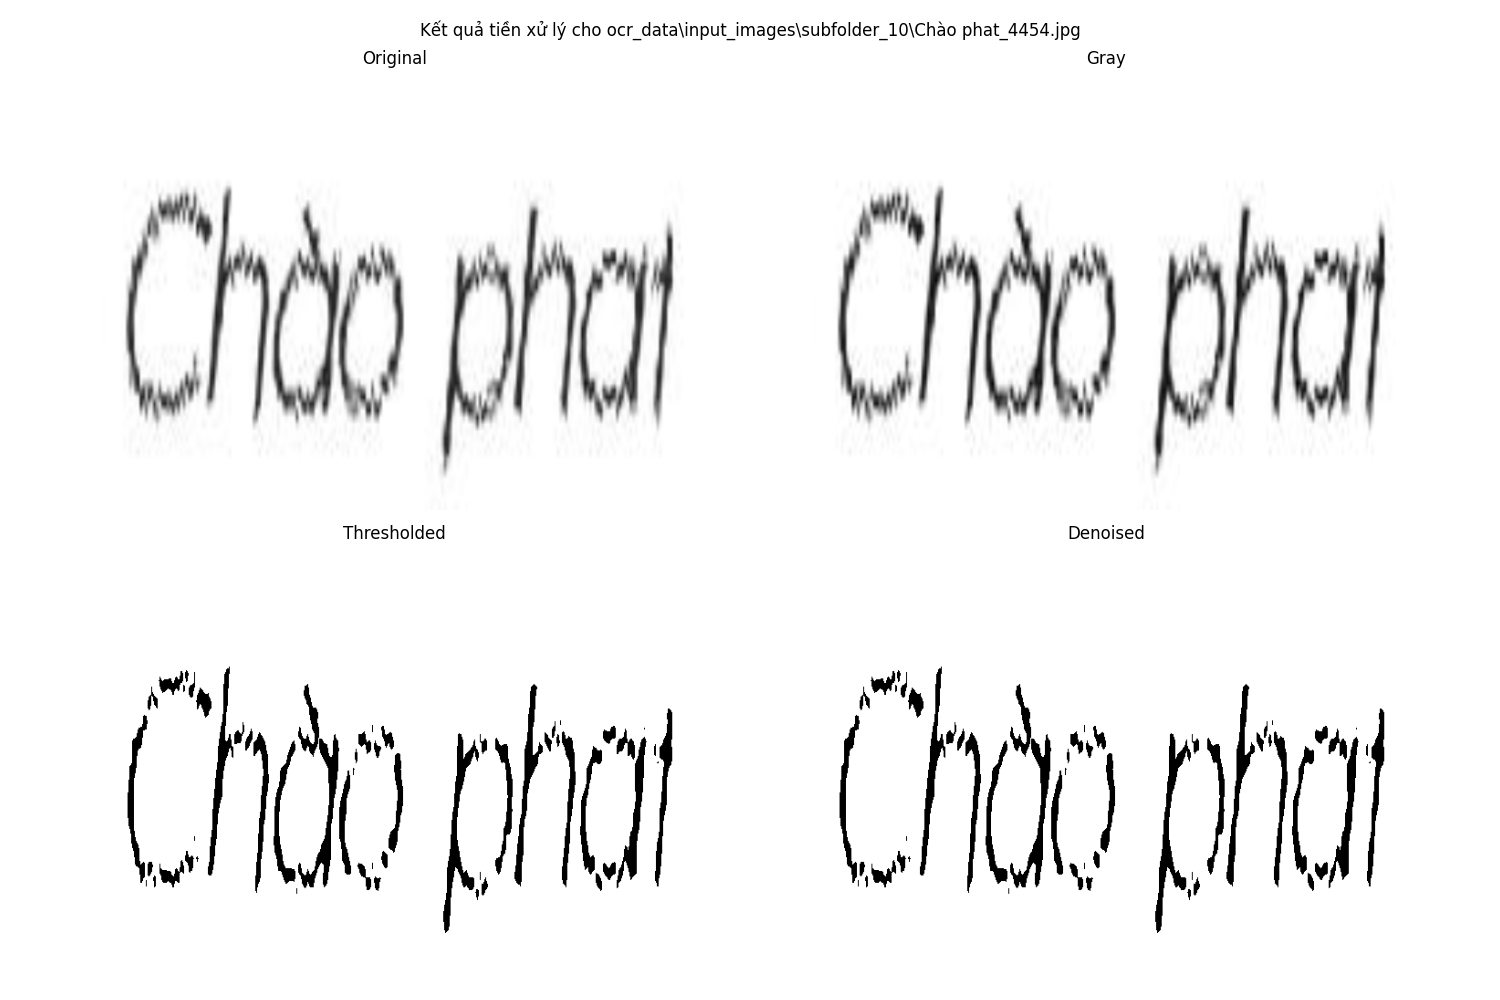 Kết quả tiền xử lý cho ocr_data\input_images\subfolder_10\Chào phat_4454.jpg
Original
Gray
Chào phat
Chào phat
Thresholded
Denoised
Chào phat
Chào phat